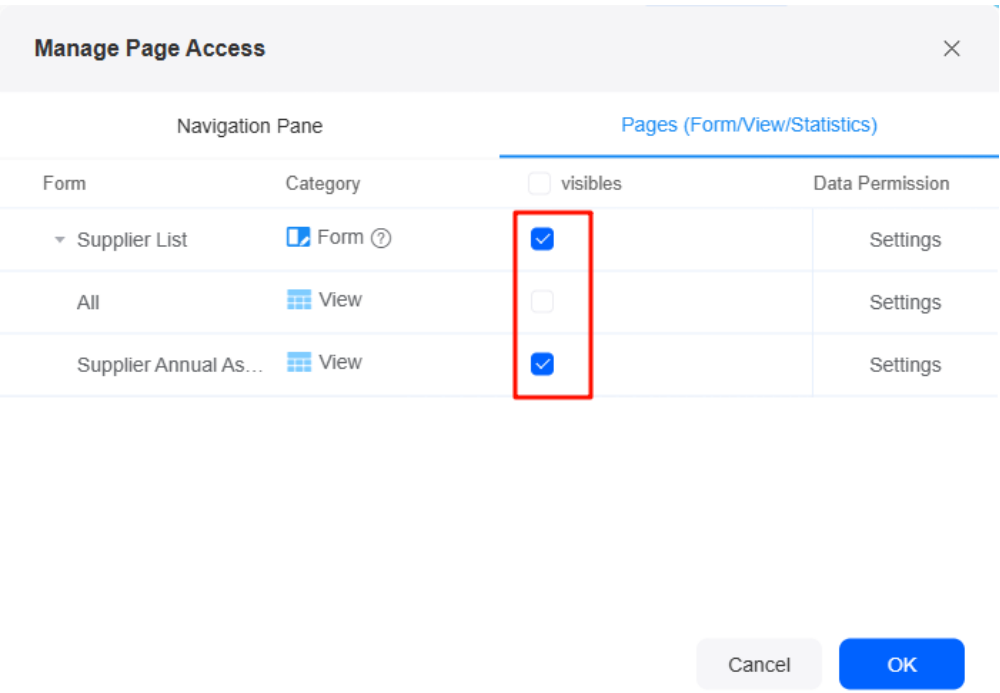 Manage Page Access
Navigation Pane
Pages (Form/View/Statistics)
Form Category visibles Data Permission
Supplier List Form ? Settings
All View Settings
Supplier Annual As... View Settings
Cancel OK